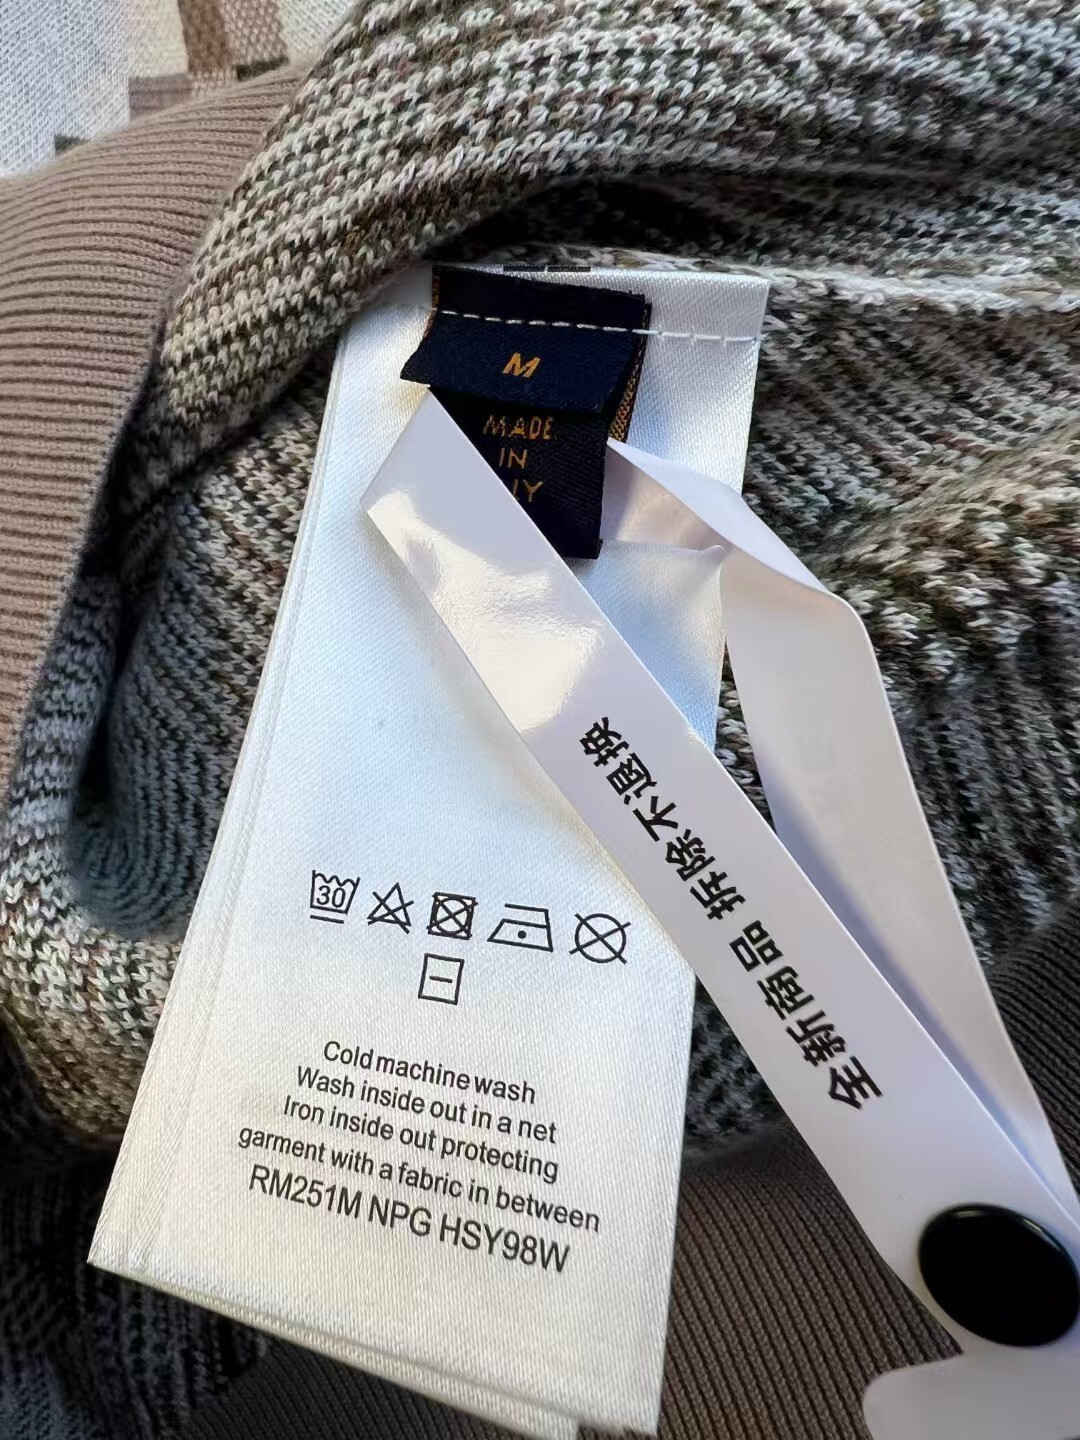 M
MADE
IN
全新商品 拆除不退换
30
Cold machine wash
Wash inside out in a net
Iron inside out protecting
garment with a fabric in between
RM251M NPG HSY98W